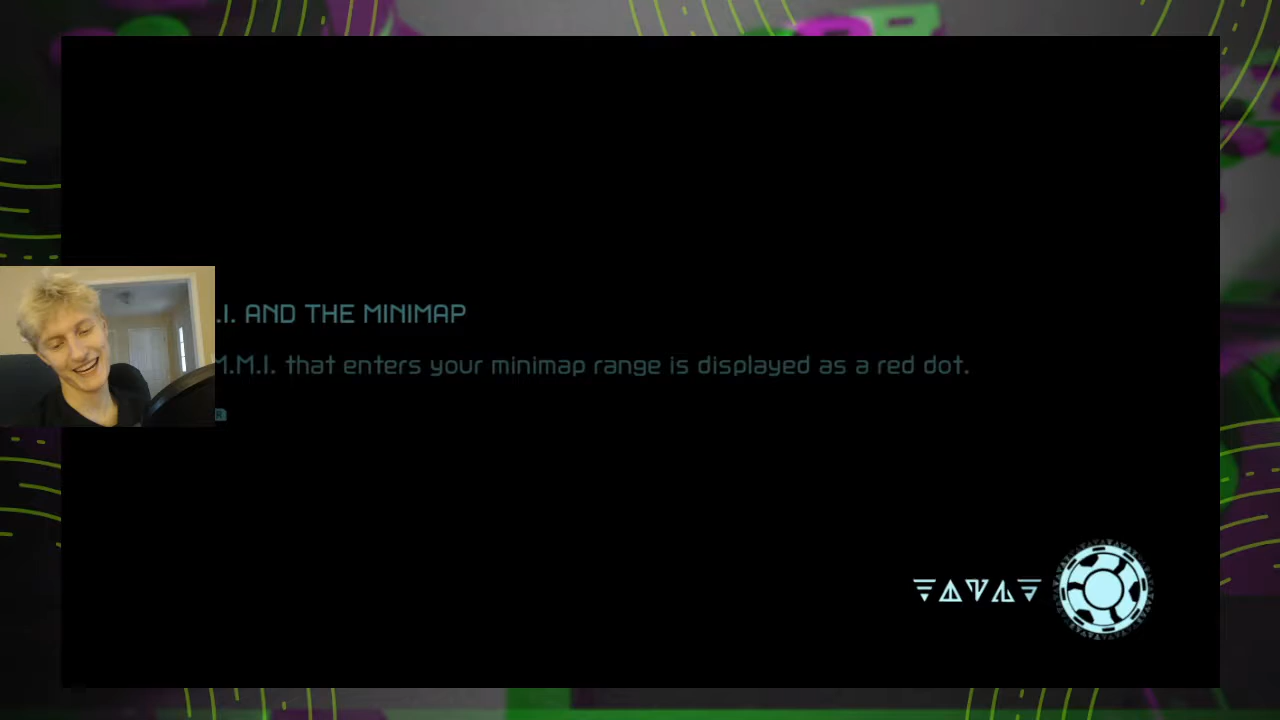 .I. AND THE MINIMAP
M.M.I. that enters your minimap range is displayed as a red dot.
R